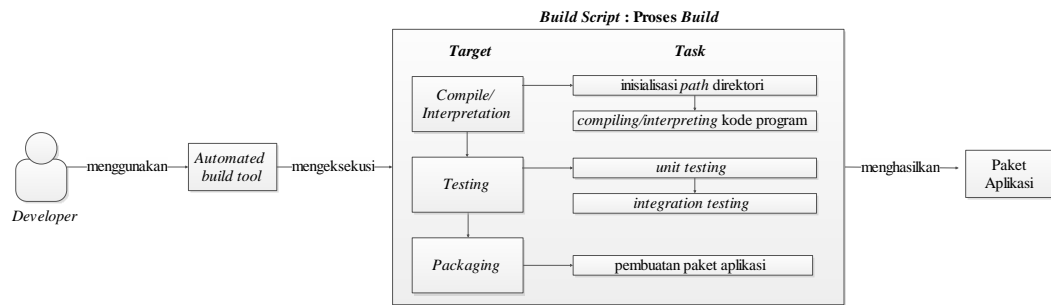 Build Script : Proses Build
Target
Task
Compile/
Interpretation
inisialisasi path direktori
compiling/interpreting kode program
Developer
menggunakan
Automated
build tool
mengeksekusi
Testing
unit testing
integration testing
menghasilkan
Paket
Aplikasi
Packaging
pembuatan paket aplikasi